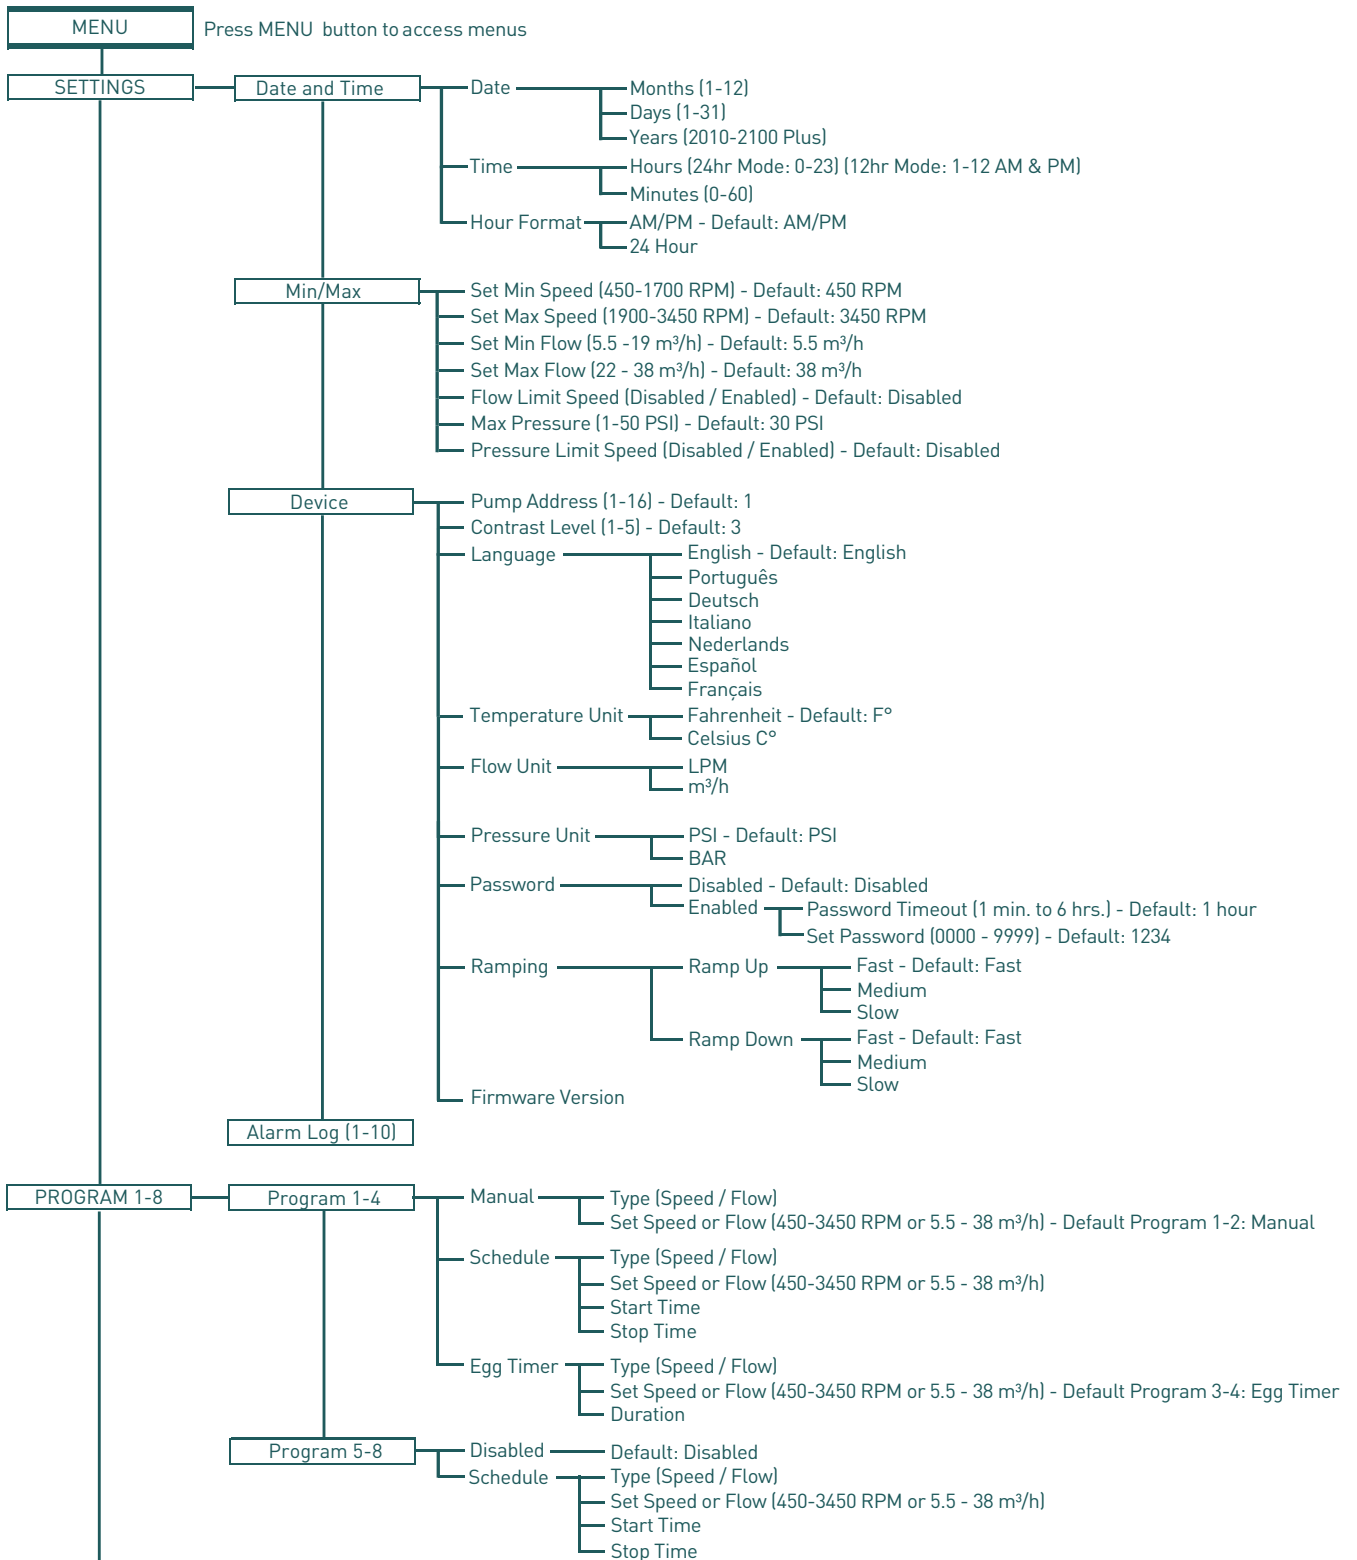 MENU Press MENU button to access menus
SETTINGS Date and Time Date Months (1-12)
Days (1-31)
Years (2010-2100 Plus)
Time Hours (24hr Mode: 0-23) (12hr Mode: 1-12 AM & PM)
Minutes (0-60)
Hour Format AM/PM - Default: AM/PM
24 Hour
Min/Max Set Min Speed (450-1700 RPM) - Default: 450 RPM
Set Max Speed (1900-3450 RPM) - Default: 3450 RPM
Set Min Flow (5.5 -19 m³/h) - Default: 5.5 m³/h
Set Max Flow (22 - 38 m³/h) - Default: 38 m³/h
Flow Limit Speed (Disabled / Enabled) - Default: Disabled
Max Pressure (1-50 PSI) - Default: 30 PSI
Pressure Limit Speed (Disabled / Enabled) - Default: Disabled
Device Pump Address (1-16) - Default: 1
Contrast Level (1-5) - Default: 3
Language English - Default: English
Português
Deutsch
Italiano
Nederlands
Español
Français
Temperature Unit Fahrenheit - Default: F°
Celsius C°
Flow Unit LPM
m³/h
Pressure Unit PSI - Default: PSI
BAR
Password Disabled - Default: Disabled
Enabled Password Timeout (1 min. to 6 hrs.) - Default: 1 hour
Set Password (0000 - 9999) - Default: 1234
Ramping Ramp Up Fast - Default: Fast
Medium
Slow
Ramp Down Fast - Default: Fast
Medium
Slow
Firmware Version
Alarm Log (1-10)
PROGRAM 1-8 Program 1-4 Manual Type (Speed / Flow)
Set Speed or Flow (450-3450 RPM or 5.5 - 38 m³/h) - Default Program 1-2: Manual
Schedule Type (Speed / Flow)
Set Speed or Flow (450-3450 RPM or 5.5 - 38 m³/h)
Start Time
Stop Time
Egg Timer Type (Speed / Flow)
Set Speed or Flow (450-3450 RPM or 5.5 - 38 m³/h) - Default Program 3-4: Egg Timer
Duration
Program 5-8 Disabled Default: Disabled
Schedule Type (Speed / Flow)
Set Speed or Flow (450-3450 RPM or 5.5 - 38 m³/h)
Start Time
Stop Time